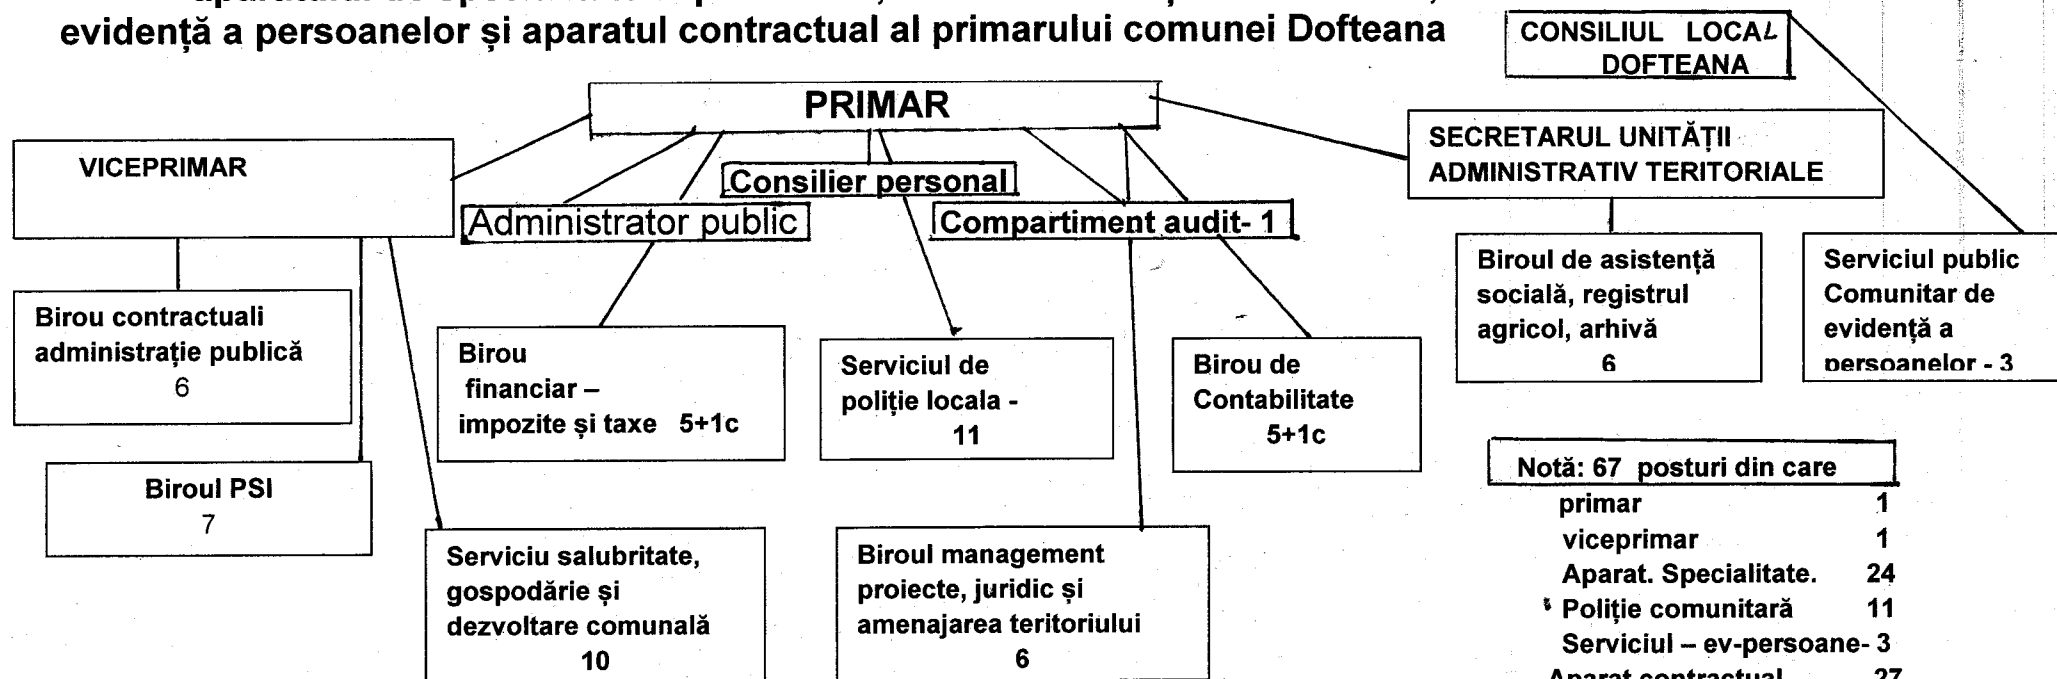 evidență a persoanelor și aparatul contractual al primarului comunei Dofteana
CONSILIUL LOCAL
DOFTEANA
PRIMAR
VICEPRIMAR
SECRETARUL UNITĂȚII
ADMINISTRATIV TERITORIALE
Consilier personal
Administrator public
Compartiment audit- 1
Birou contractuali
administrație publică
6
Biroul PSI
7
Birou
financiar –
impozite și taxe 5+1c
Serviciul de
poliție locala -
11
Birou de
Contabilitate
5+1c
Biroul de asistență
socială, registrul
agricol, arhivă
6
Serviciul public
Comunitar de
evidență a
persoanelor - 3
Serviciu salubritate,
gospodărie și
dezvoltare comunală
10
Biroul management
proiecte, juridic și
amenajarea teritoriului
6
Notă: 67 posturi din care
primar 1
viceprimar 1
Aparat. Specialitate. 24
Poliție comunitară 11
Serviciul – ev-persoane- 3
Aparat contractual 27